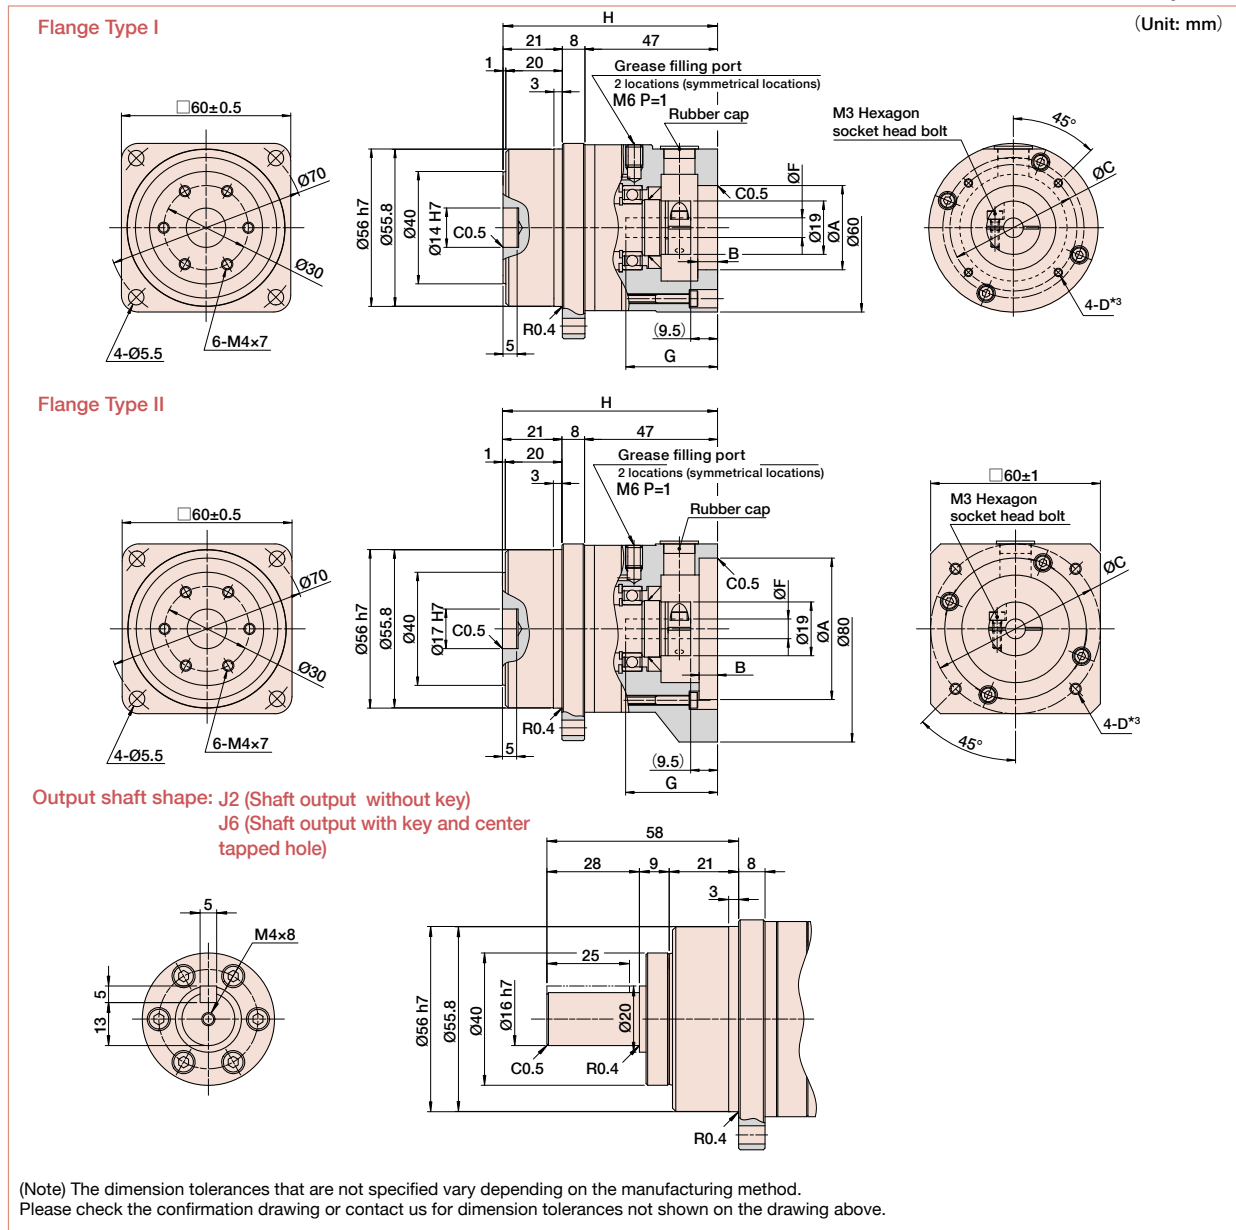 Flange Type I
(Unit: mm)
H
21
8
47
1
20
3
Grease filling port
2 locations (symmetrical locations)
M6 P=1
Rubber cap
□60±0.5
Ø70
Ø30
4-Ø5.5
6-M4×7
Ø56 h7
Ø55.8
Ø40
Ø14 H7
C0.5
R0.4
5
C0.5
ØF
Ø19
ØA
Ø60
B
(9.5)
G
M3 Hexagon
socket head bolt
45°
ØC
4-D*3
Flange Type II
H
21
8
47
1
20
3
Grease filling port
2 locations (symmetrical locations)
M6 P=1
Rubber cap
□60±0.5
Ø70
Ø30
4-Ø5.5
6-M4×7
Ø56 h7
Ø55.8
Ø40
Ø17 H7
C0.5
R0.4
5
C0.5
ØF
Ø19
ØA
Ø80
B
(9.5)
G
□60±1
M3 Hexagon
socket head bolt
ØC
4-D*3
45°
Output shaft shape: J2 (Shaft output without key)
J6 (Shaft output with key and center
tapped hole)
5
M4×8
5
13
58
28
9
21
8
3
25
Ø56 h7
Ø55.8
Ø40
Ø16 h7
Ø20
C0.5
R0.4
R0.4
(Note) The dimension tolerances that are not specified vary depending on the manufacturing method.
Please check the confirmation drawing or contact us for dimension tolerances not shown on the drawing above.